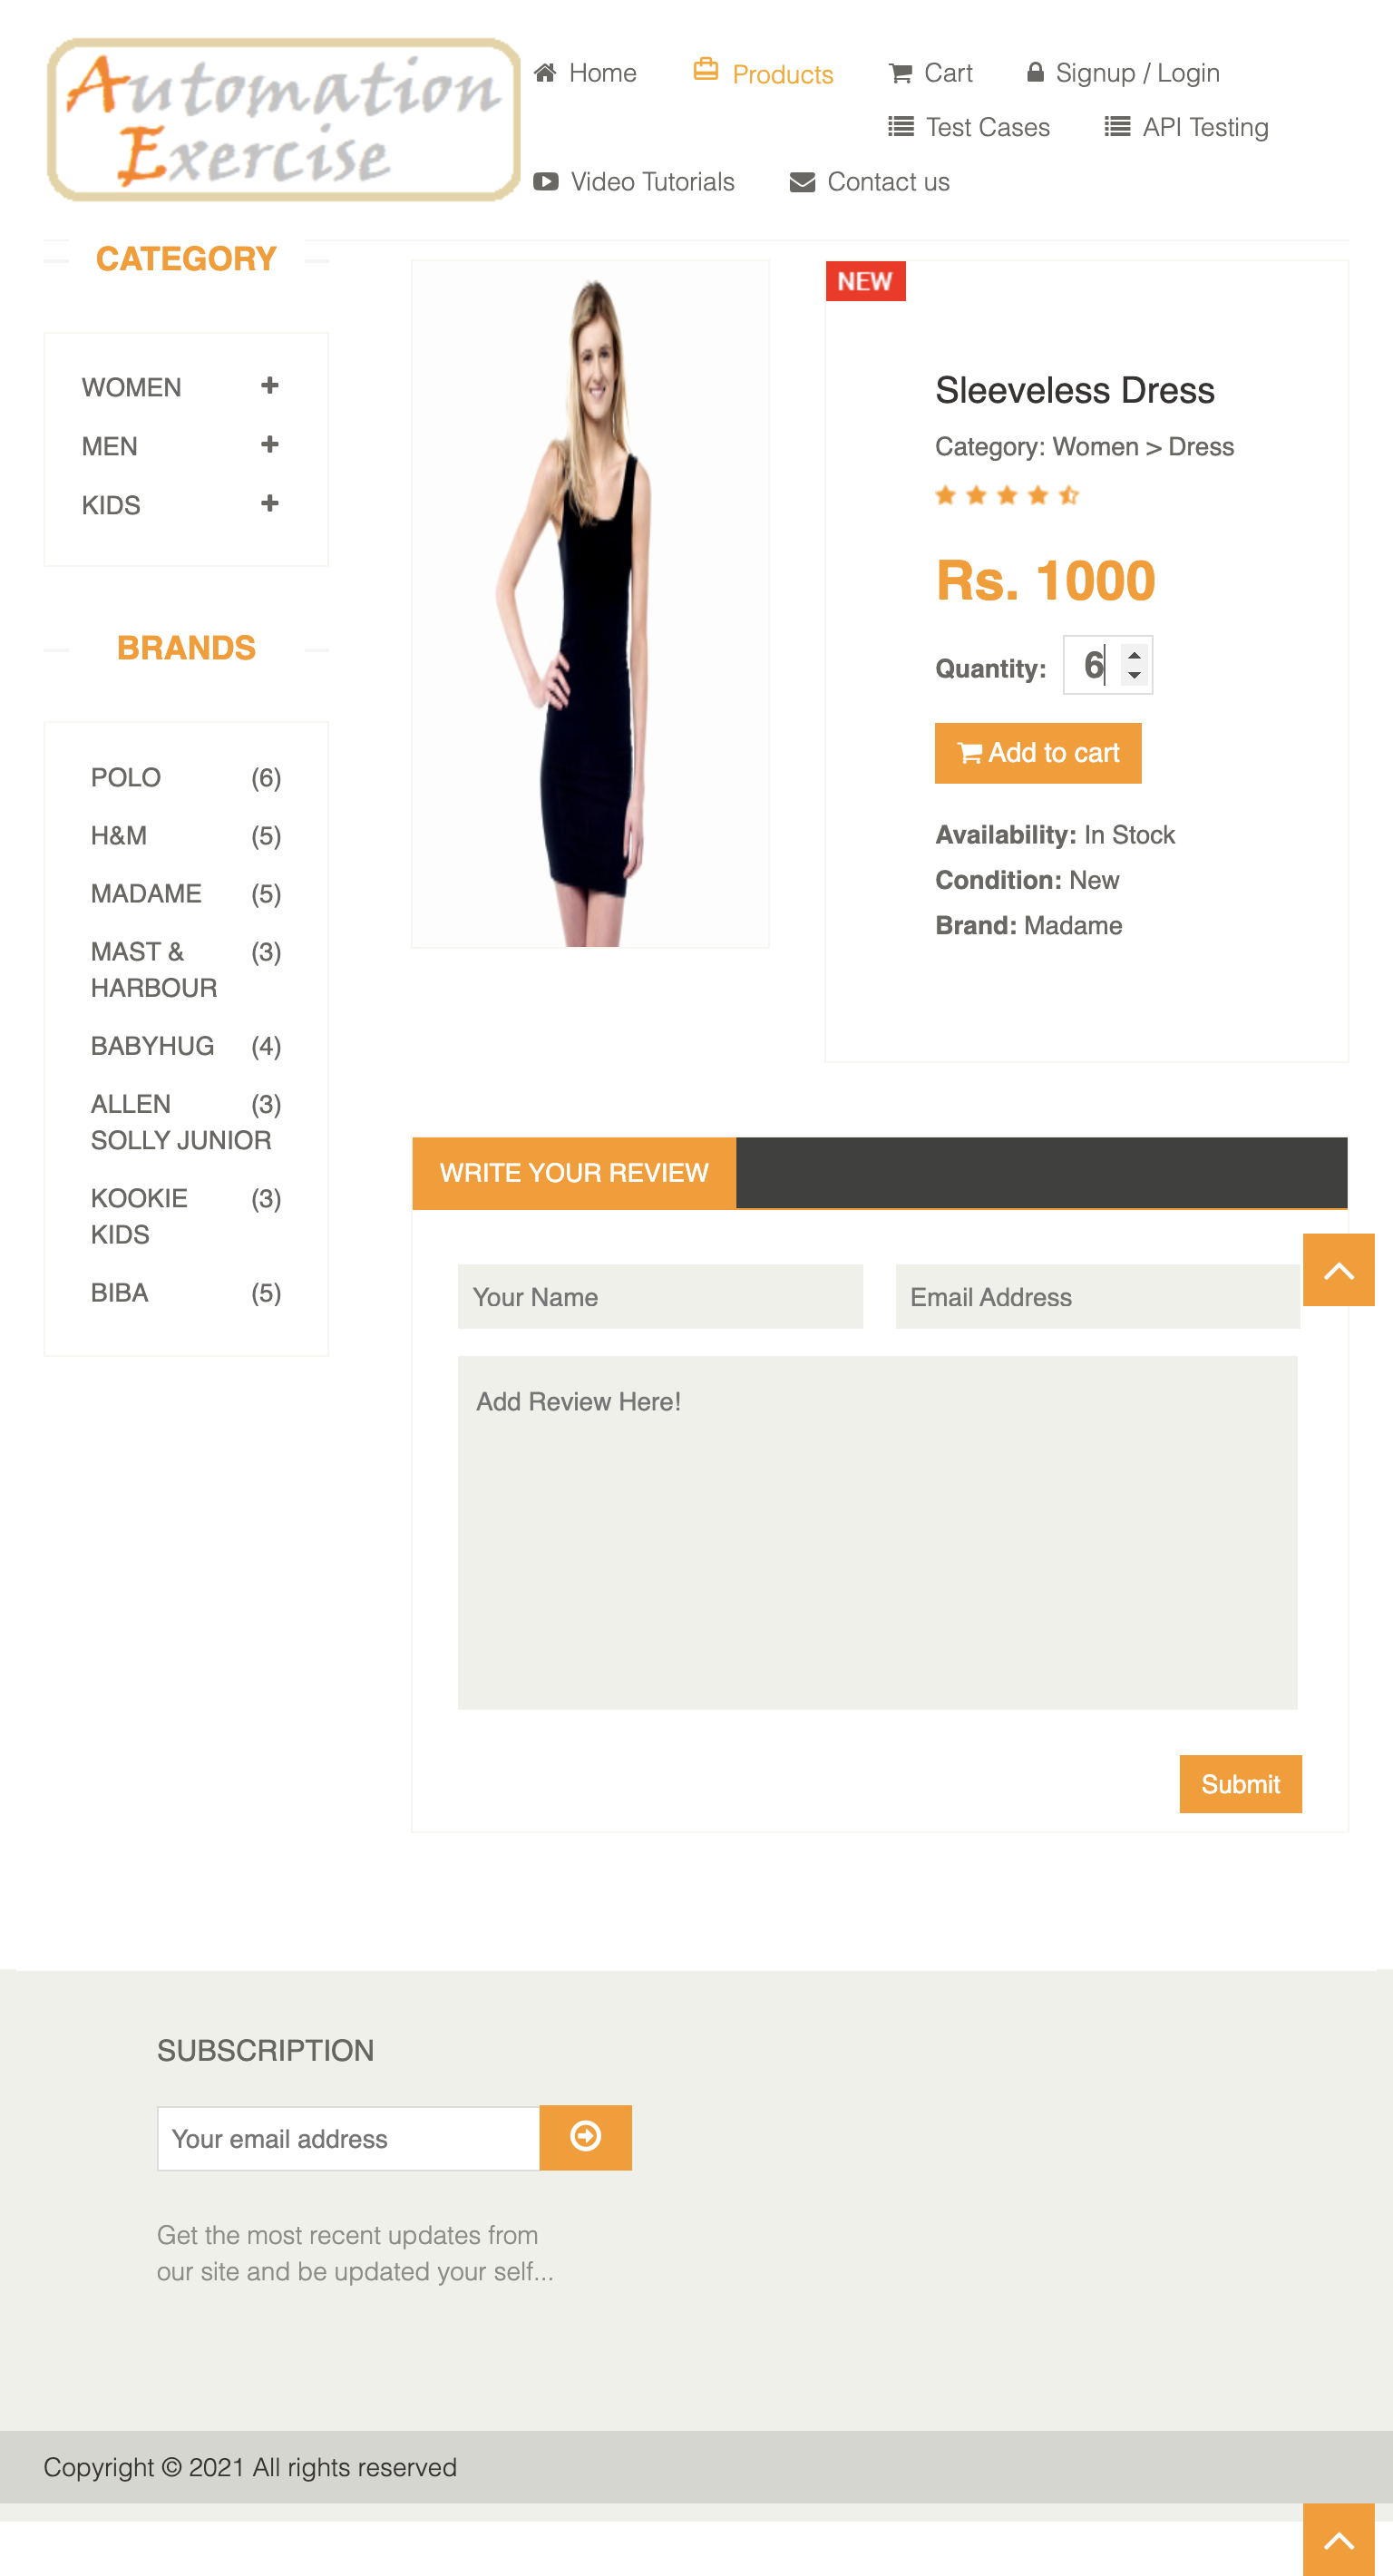 Automation
Exercise
Home
Products
Cart
Signup / Login
Test Cases
API Testing
Video Tutorials
Contact us
CATEGORY
WOMEN
MEN
KIDS
BRANDS
POLO (6)
H&M (5)
MADAME (5)
MAST & (3)
HARBOUR
BABYHUG (4)
ALLEN (3)
SOLLY JUNIOR
KOOKIE (3)
KIDS
BIBA (5)
NEW
Sleeveless Dress
Category: Women > Dress
Rs. 1000
Quantity: 6
Add to cart
Availability: In Stock
Condition: New
Brand: Madame
WRITE YOUR REVIEW
Your Name
Email Address
Add Review Here!
Submit
SUBSCRIPTION
Your email address
Get the most recent updates from
our site and be updated your self...
Copyright © 2021 All rights reserved